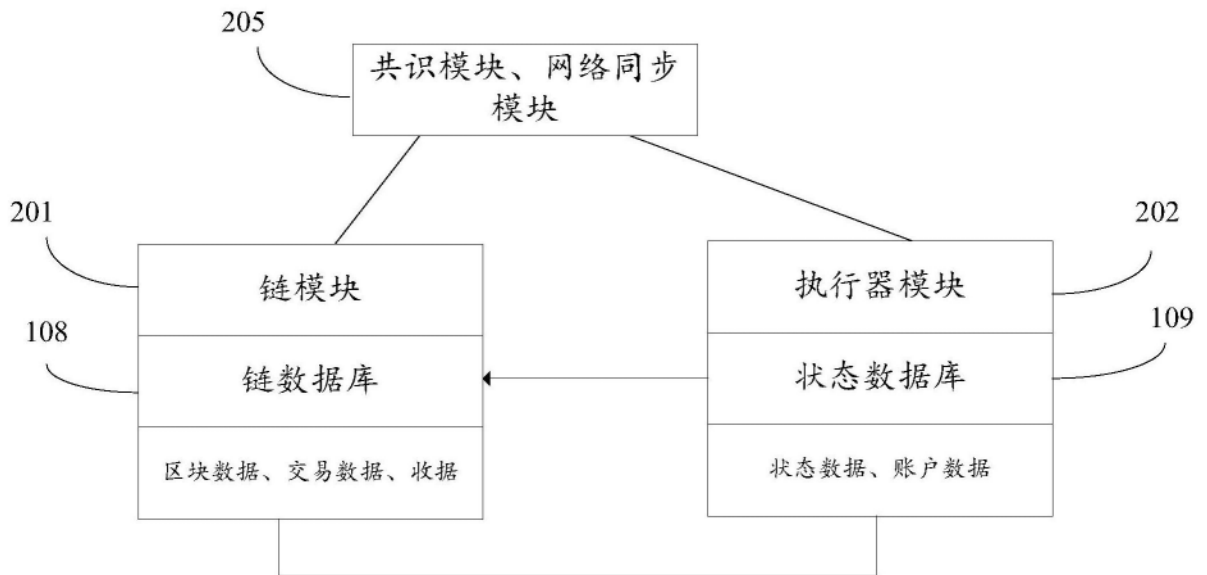 205
共识模块、网络同步
模块
201
202
链模块
执行器模块
108
109
链数据库
状态数据库
区块数据、交易数据、收据
状态数据、账户数据